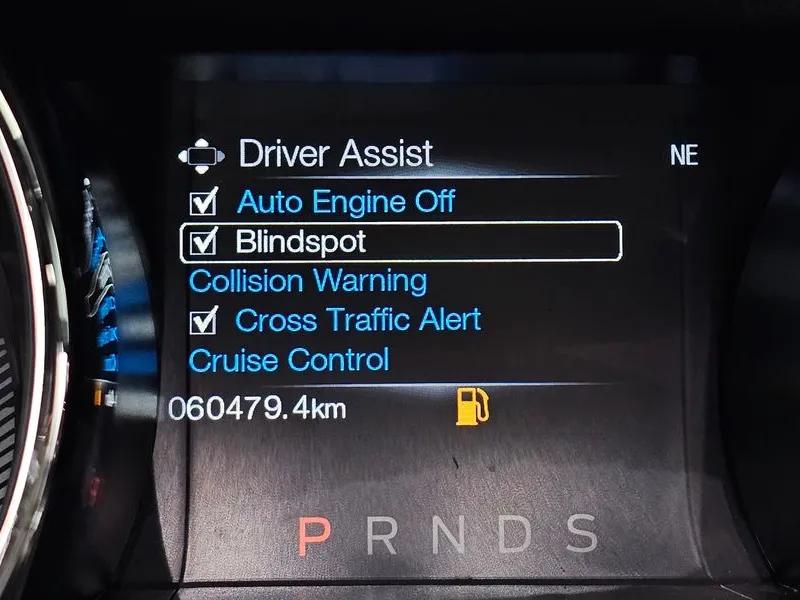 Driver Assist NE
Auto Engine Off
Blindspot
Collision Warning
Cross Traffic Alert
Cruise Control
060479.4km
P R N D S